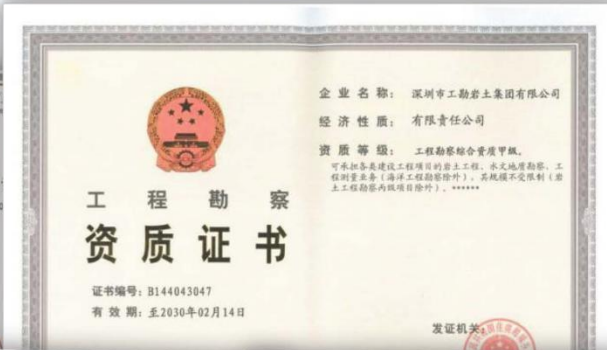 工程勘察
资质证书
证书编号：B144043047
有 效 期：至2030年02月14日
企 业 名 称： 深圳市工勘岩土集团有限公司
经 济 性 质： 有限责任公司
资 质 等 级： 工程勘察综合资质甲级。
可承担各类建设工程项目的岩土工程、水文地质勘察、工
程测量业务（海洋工程勘察除外），其规模不受限制（岩
土工程勘察丙级项目除外）。******
发证机关：